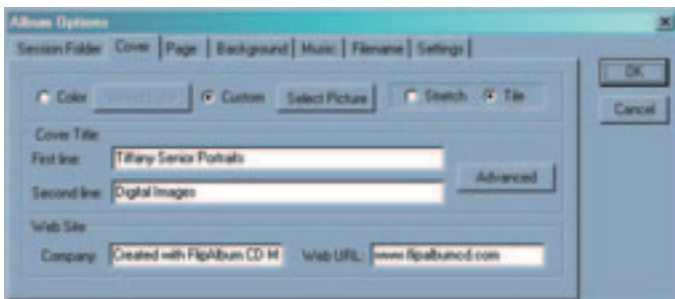 Album Options
Session Folder Cover Page Background Music Filename Settings
Color Custom Select Picture Stretch Tile
OK
Cancel
Cover Title:
First line: Tiffany Senior Portraits
Second line: Digital Images
Advanced
Web Site
Company: Created with FlipAlbum CD M Web URL: www.flipalbumcd.com